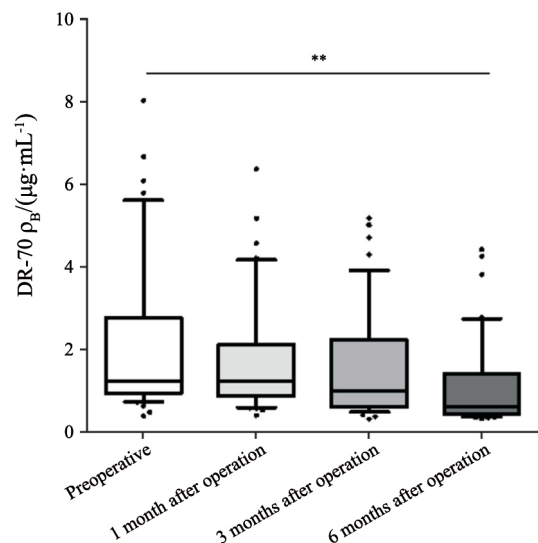 10
**
8
6
4
2
0
DR-70 ρB/(μg·mL⁻¹)
Preoperative
1 month after operation
3 months after operation
6 months after operation